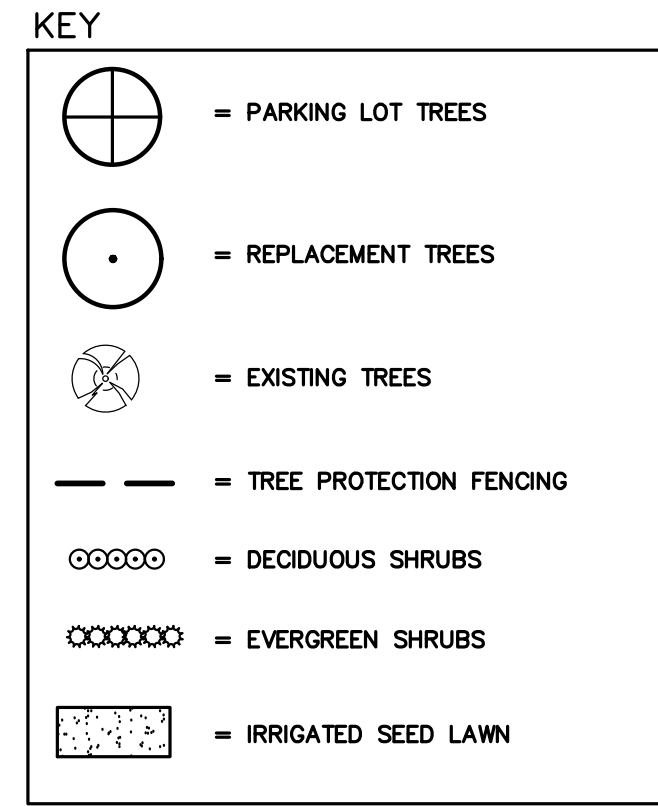 KEY
= PARKING LOT TREES
= REPLACEMENT TREES
= EXISTING TREES
= TREE PROTECTION FENCING
= DECIDUOUS SHRUBS
= EVERGREEN SHRUBS
= IRRIGATED SEED LAWN